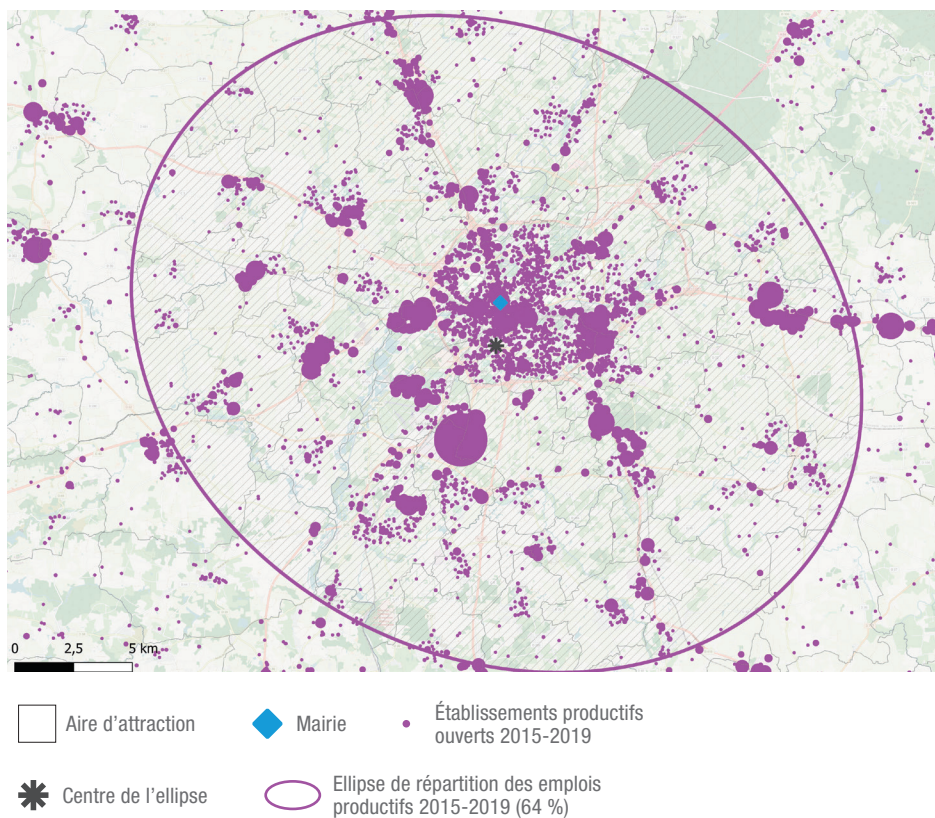 0 2,5 5 km
Aire d’attraction
Mairie
Établissements productifs
ouverts 2015-2019
Centre de l’ellipse
Ellipse de répartition des emplois
productifs 2015-2019 (64 %)